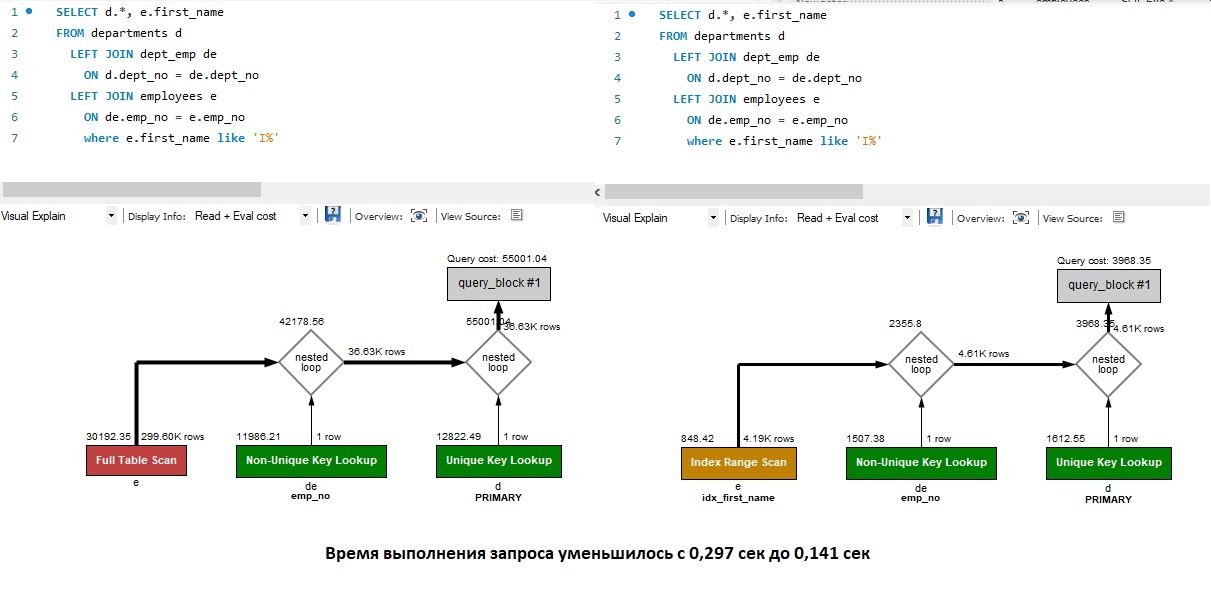 1 SELECT d.*, e.first_name
2 FROM departments d
3 LEFT JOIN dept_emp de
4 ON d.dept_no = de.dept_no
5 LEFT JOIN employees e
6 ON de.emp_no = e.emp_no
7 where e.first_name like 'I%'
Visual Explain Display Info: Read + Eval cost Overview: View Source:
Query cost: 55001.04
query_block #1
42178.56
55001.04
36.63K rows
nested
loop
36.63K rows
nested
loop
30192.35 299.60K rows
11986.21 1 row
12822.49 1 row
Full Table Scan
Non-Unique Key Lookup
Unique Key Lookup
e
de
emp_no
d
PRIMARY
1 SELECT d.*, e.first_name
2 FROM departments d
3 LEFT JOIN dept_emp de
4 ON d.dept_no = de.dept_no
5 LEFT JOIN employees e
6 ON de.emp_no = e.emp_no
7 where e.first_name like 'I%'
Visual Explain Display Info: Read + Eval cost Overview: View Source:
Query cost: 3968.35
query_block #1
2355.8
3968.35
4.61K rows
nested
loop
4.61K rows
nested
loop
848.42 4.19K rows
1507.38 1 row
1612.55 1 row
Index Range Scan
Non-Unique Key Lookup
Unique Key Lookup
e
idx_first_name
de
emp_no
d
PRIMARY
Время выполнения запроса уменьшилось с 0,297 сек до 0,141 сек